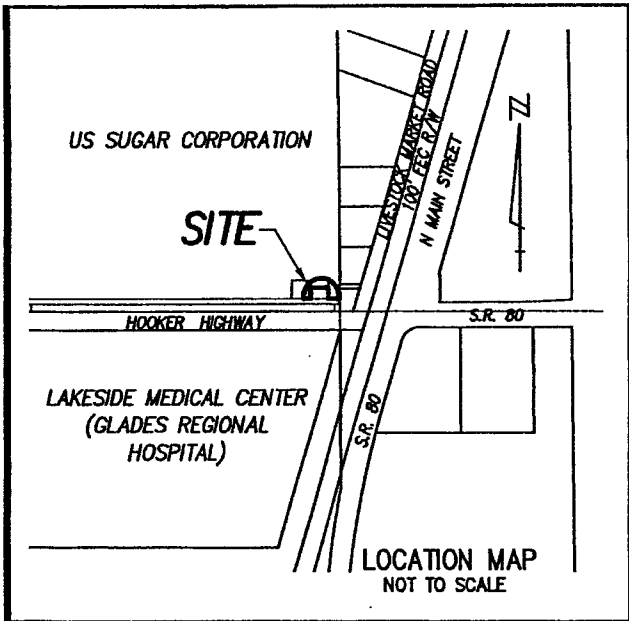 US SUGAR CORPORATION
LIVESTOCK MARKET ROAD
100' FEC R/W
N MAIN STREET
N
SITE
HOOKER HIGHWAY
S.R. 80
LAKESIDE MEDICAL CENTER
(GLADES REGIONAL
HOSPITAL)
S.R. 80
LOCATION MAP
NOT TO SCALE